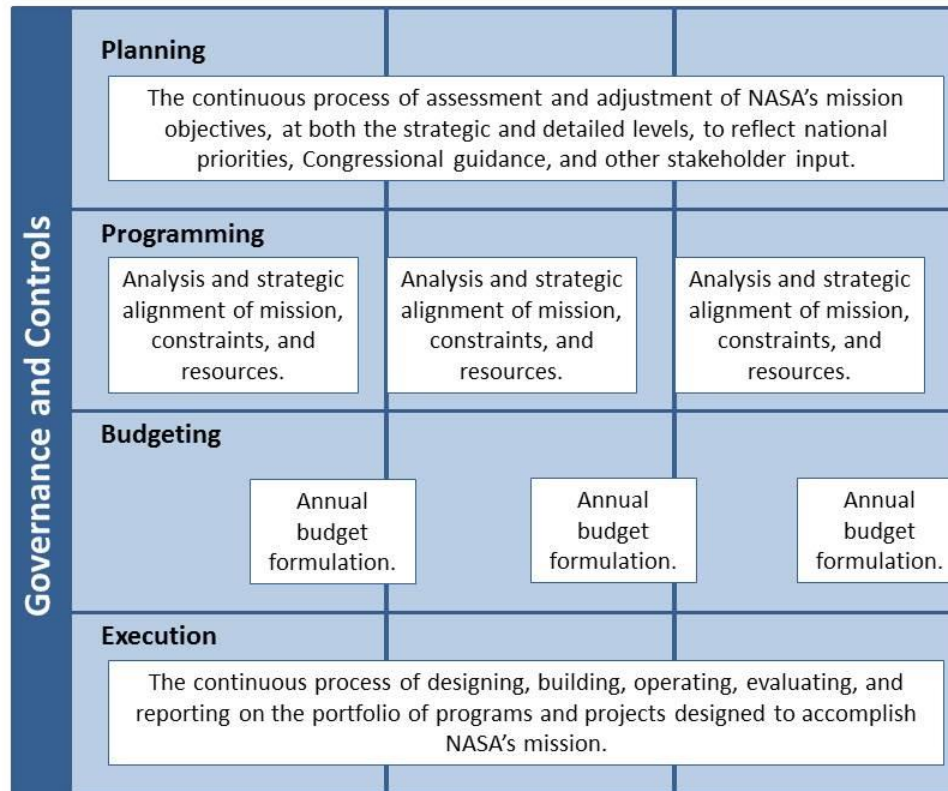 Governance and Controls
Planning
The continuous process of assessment and adjustment of NASA’s mission
objectives, at both the strategic and detailed levels, to reflect national
priorities, Congressional guidance, and other stakeholder input.
Programming
Analysis and strategic
alignment of mission,
constraints, and
resources.
Analysis and strategic
alignment of mission,
constraints, and
resources.
Analysis and strategic
alignment of mission,
constraints, and
resources.
Budgeting
Annual
budget
formulation.
Annual
budget
formulation.
Annual
budget
formulation.
Execution
The continuous process of designing, building, operating, evaluating, and
reporting on the portfolio of programs and projects designed to accomplish
NASA’s mission.